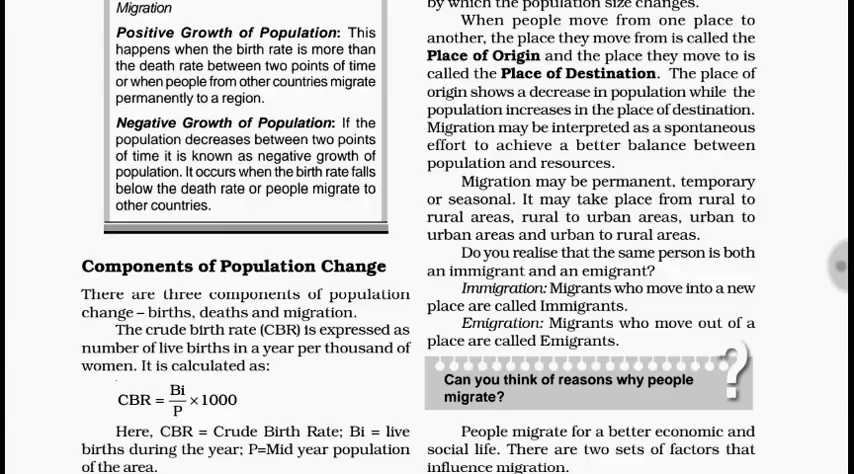 Migration
Positive Growth of Population: This
happens when the birth rate is more than
the death rate between two points of time
or when people from other countries migrate
permanently to a region.
Negative Growth of Population: If the
population decreases between two points
of time it is known as negative growth of
population. It occurs when the birth rate falls
below the death rate or people migrate to
other countries.
Components of Population Change
There are three components of population
change – births, deaths and migration.
The crude birth rate (CBR) is expressed as
number of live births in a year per thousand of
women. It is calculated as:
CBR = Bi/P × 1000
Here, CBR = Crude Birth Rate; Bi = live
births during the year; P=Mid year population
of the area.
by which the population size changes.
When people move from one place to
another, the place they move from is called the
Place of Origin and the place they move to is
called the Place of Destination. The place of
origin shows a decrease in population while the
population increases in the place of destination.
Migration may be interpreted as a spontaneous
effort to achieve a better balance between
population and resources.
Migration may be permanent, temporary
or seasonal. It may take place from rural to
rural areas, rural to urban areas, urban to
urban areas and urban to rural areas.
Do you realise that the same person is both
an immigrant and an emigrant?
Immigration: Migrants who move into a new
place are called Immigrants.
Emigration: Migrants who move out of a
place are called Emigrants.
?
Can you think of reasons why people
migrate?
People migrate for a better economic and
social life. There are two sets of factors that
influence migration.